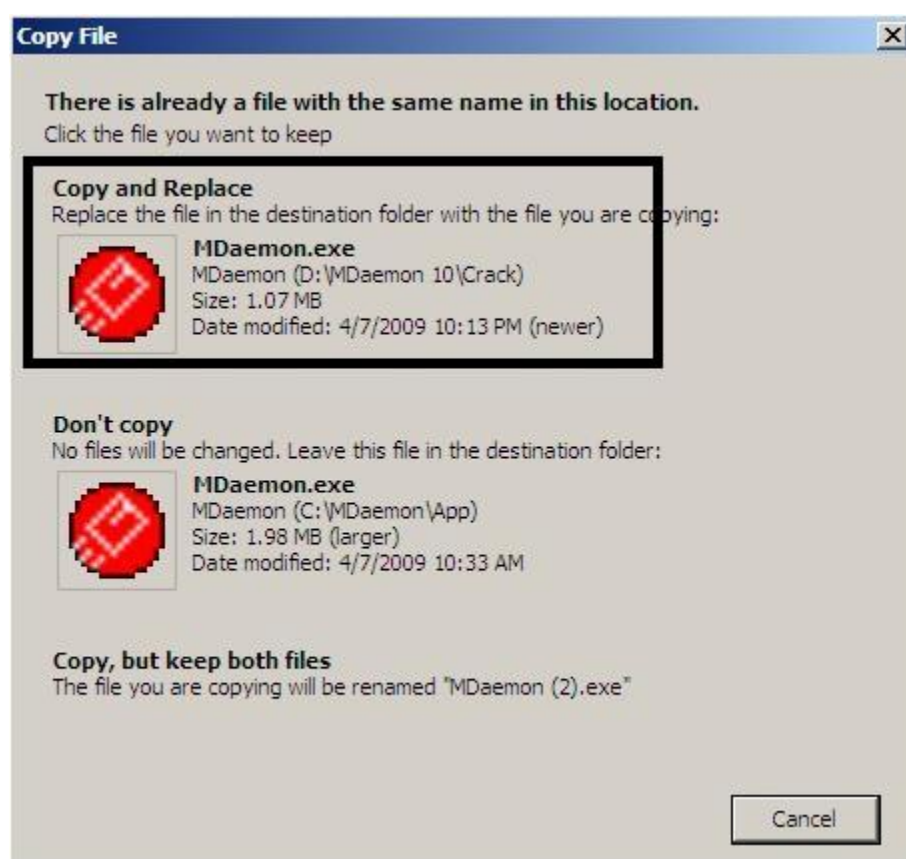 Copy File
There is already a file with the same name in this location.
Click the file you want to keep
Copy and Replace
Replace the file in the destination folder with the file you are copying:
MDaemon.exe
MDaemon (D:\MDaemon 10\Crack)
Size: 1.07 MB
Date modified: 4/7/2009 10:13 PM (newer)
Don't copy
No files will be changed. Leave this file in the destination folder:
MDaemon.exe
MDaemon (C:\MDaemon\App)
Size: 1.98 MB (larger)
Date modified: 4/7/2009 10:33 AM
Copy, but keep both files
The file you are copying will be renamed "MDaemon (2).exe"
Cancel